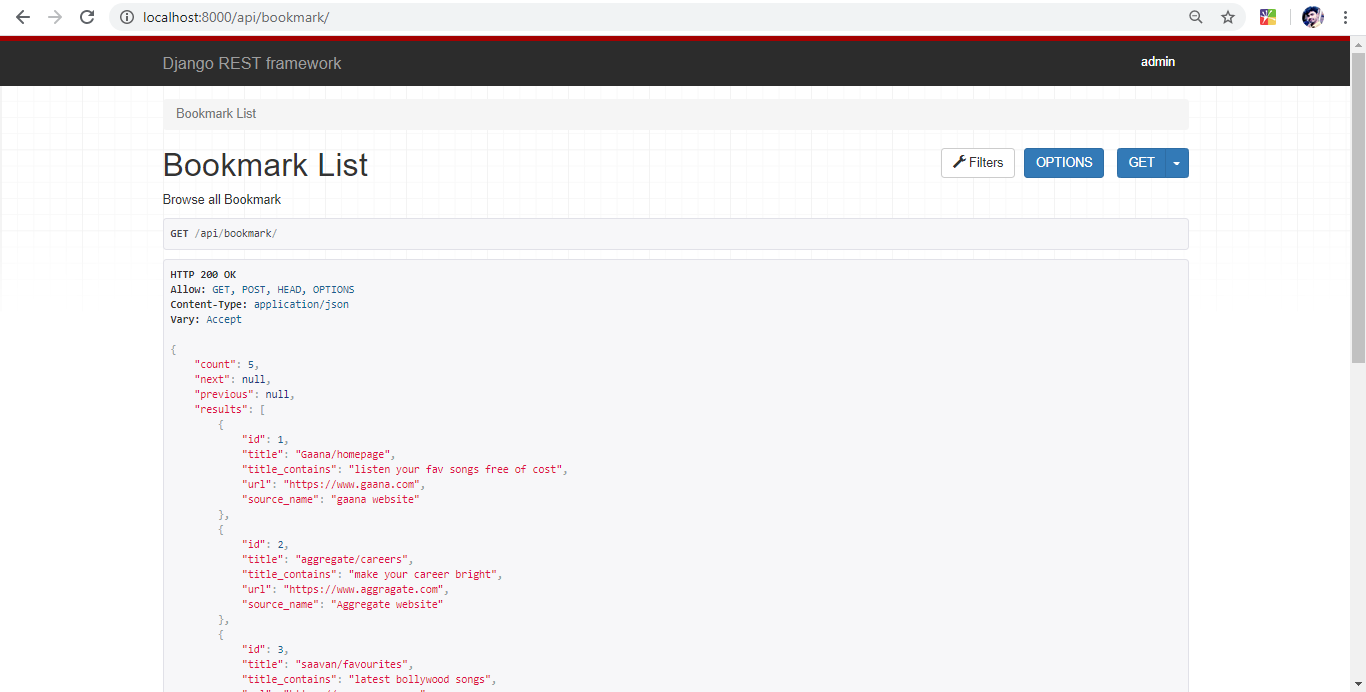 localhost:8000/api/bookmark/
Django REST framework
admin
Bookmark List
Bookmark List
Filters
OPTIONS
GET
Browse all Bookmark
GET /api/bookmark/
HTTP 200 OK
Allow: GET, POST, HEAD, OPTIONS
Content-Type: application/json
Vary: Accept
{
"count": 5,
"next": null,
"previous": null,
"results": [
{
"id": 1,
"title": "Gaana/homepage",
"title_contains": "listen your fav songs free of cost",
"url": "https://www.gaana.com",
"source_name": "gaana website"
},
{
"id": 2,
"title": "aggregate/careers",
"title_contains": "make your career bright",
"url": "https://www.aggragate.com",
"source_name": "Aggregate website"
},
{
"id": 3,
"title": "saavan/favourites",
"title_contains": "latest bollywood songs",